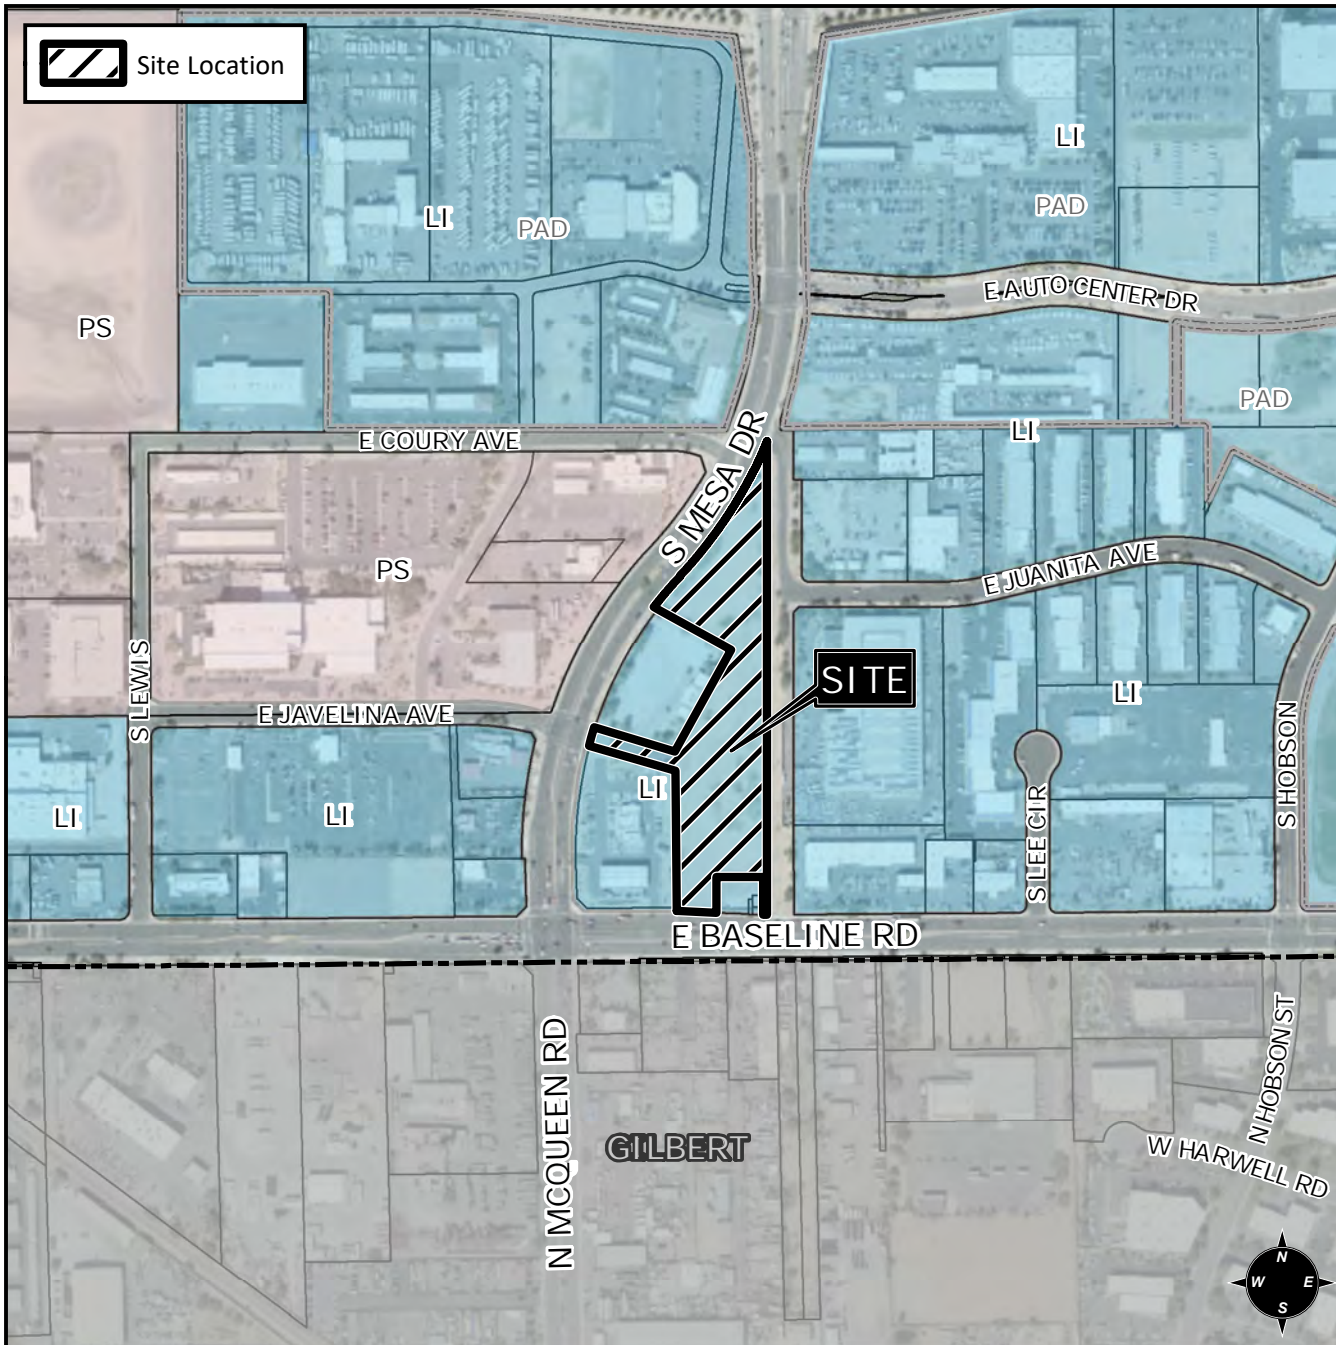 Site Location
LI
LI
PAD
PAD
E AUTO CENTER DR
PS
PAD
LI
E COURY AVE
S MESA DR
E JUANITA AVE
PS
S LEWIS
SITE
LI
E JAVELINA AVE
S HOBSON
LI
LI
LI
S LEE CIR
E BASELINE RD
N MCQUEEN RD
GILBERT
N HOBSON ST
W HARWELL RD
N
W E
S